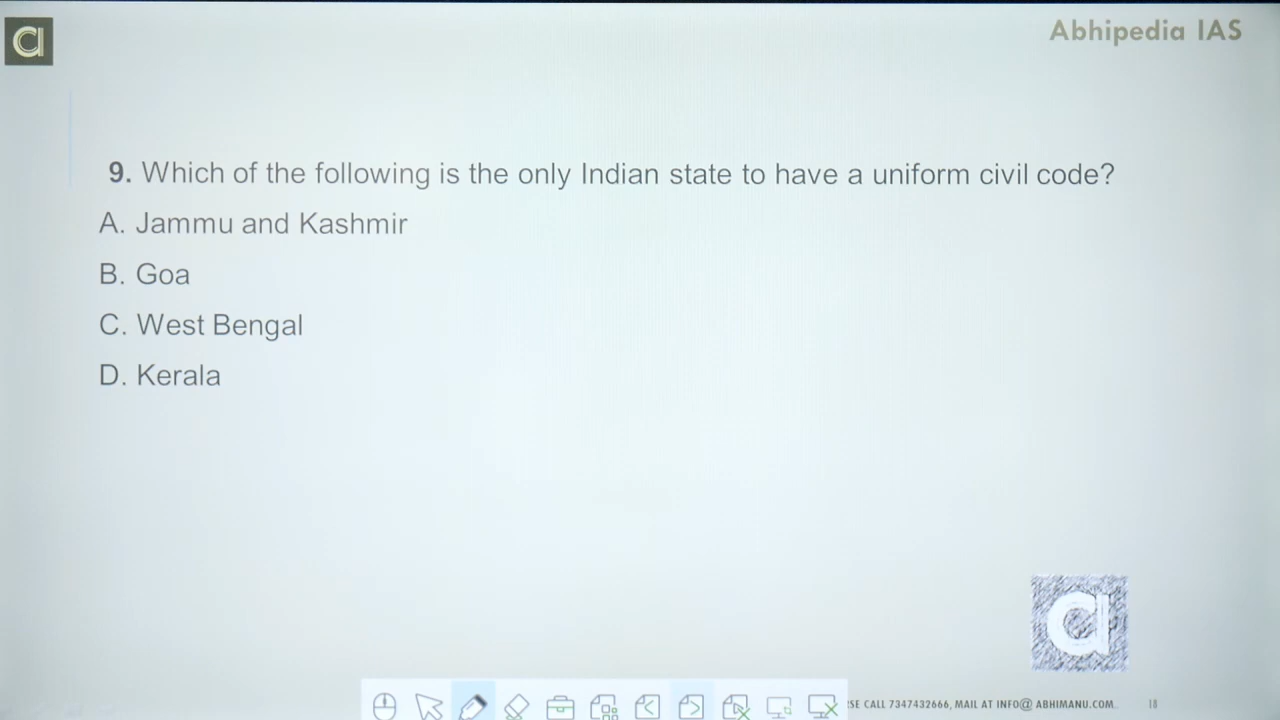 Abhipedia IAS
9. Which of the following is the only Indian state to have a uniform civil code?
A. Jammu and Kashmir
B. Goa
C. West Bengal
D. Kerala
CALL 7347432666, MAIL AT INFO@ ABHIMANU.COM.
18